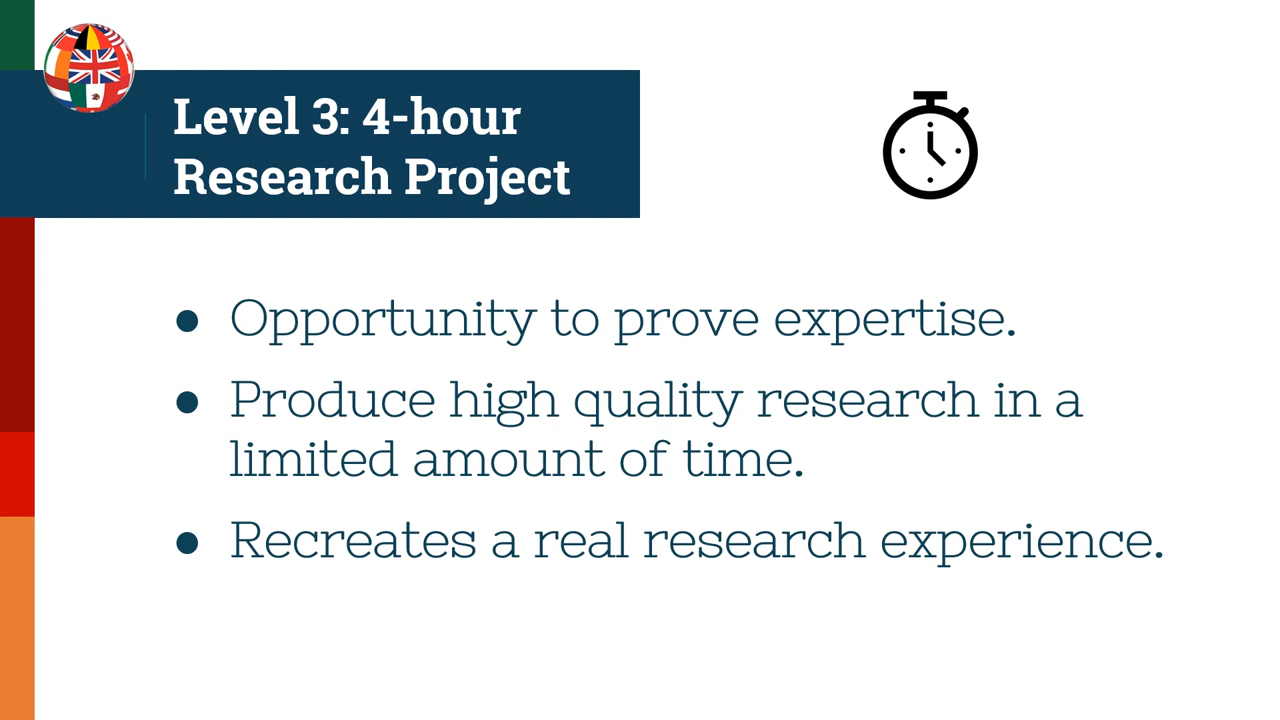 Level 3: 4-hour
Research Project
● Opportunity to prove expertise.
● Produce high quality research in a
limited amount of time.
● Recreates a real research experience.